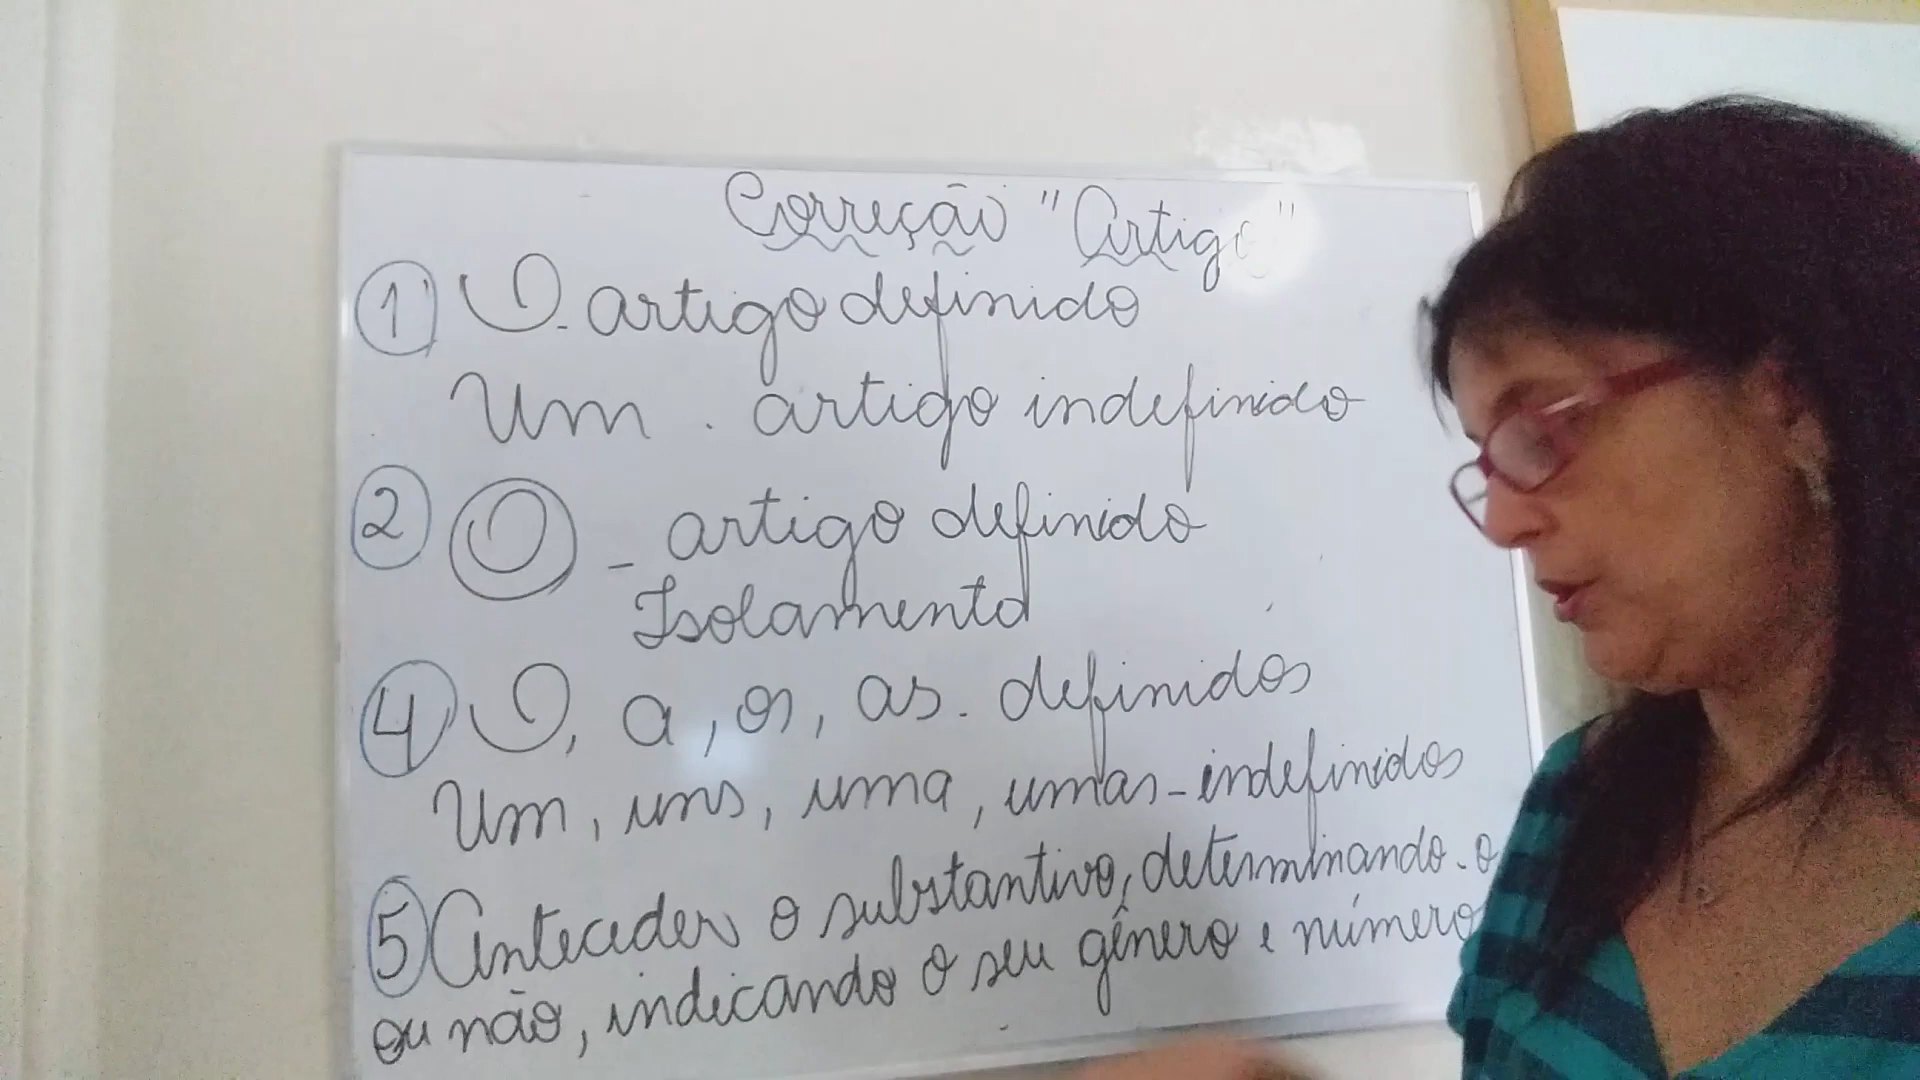 Correção "Artigo"
1 O. artigo definido
Um. artigo indefinido
2 O - artigo definido
Isolamento
4 O, a, os, as. definidos
Um, uns, uma, umas - indefinidos
5 Anteceder o substantivo, determinando-o
ou não, indicando o seu gênero e número